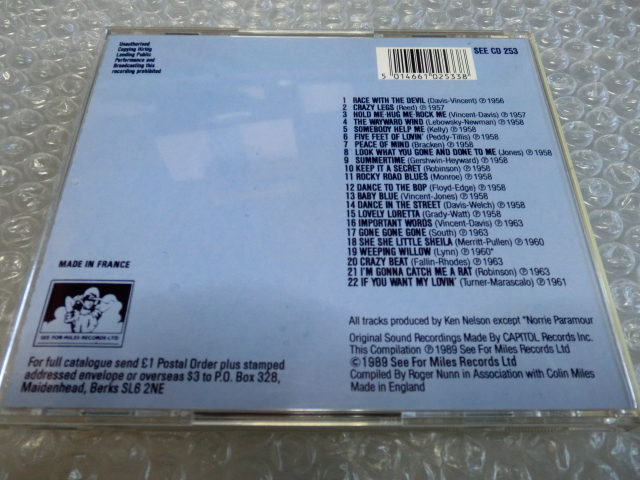 Unauthorised
Copying Hiring
Lending Public
Performance and
Broadcasting this
recording prohibited
SEE CD 253
5 014661 025338
1 RACE WITH THE DEVIL (Davis-Vincent) ℗ 1956
2 CRAZY LEGS (Reed) ℗ 1957
3 HOLD ME·HUG ME·ROCK ME (Vincent-Davis) ℗ 1957
4 THE WAYWARD WIND (Lebowsky-Newman) ℗ 1958
5 SOMEBODY HELP ME (Kelly) ℗ 1958
6 FIVE FEET OF LOVIN' (Peddy-Tillis) ℗ 1958
7 PEACE OF MIND (Bracken) ℗ 1958
8 LOOK WHAT YOU GONE AND DONE TO ME (Jones) ℗ 1958
9 SUMMERTIME (Gershwin-Heyward) ℗ 1958
10 KEEP IT A SECRET (Robinson) ℗ 1958
11 ROCKY ROAD BLUES (Monroe) ℗ 1958
12 DANCE TO THE BOP (Floyd-Edge) ℗ 1958
13 BABY BLUE (Vincent-Jones) ℗ 1958
14 DANCE IN THE STREET (Davis-Welch) ℗ 1958
15 LOVELY LORETTA (Grady-Watt) ℗ 1958
16 IMPORTANT WORDS (Vincent-Davis) ℗ 1963
17 GONE GONE GONE (South) ℗ 1963
18 SHE SHE LITTLE SHEILA (Merritt-Pullen) ℗ 1960
19 WEEPING WILLOW (Lynn) ℗ 1960*
20 CRAZY BEAT (Fallin-Rhodes) ℗ 1963
21 I'M GONNA CATCH ME A RAT (Robinson) ℗ 1963
22 IF YOU WANT MY LOVIN' (Turner-Marascalo) ℗ 1961
MADE IN FRANCE
SEE FOR MILES RECORDS LTD
For full catalogue send £1 Postal Order plus stamped
addressed envelope or overseas $3 to P.O. Box 328,
Maidenhead, Berks SL6 2NE
All tracks produced by Ken Nelson except *Norrie Paramour
Original Sound Recordings Made By CAPITOL Records Inc.
This Compilation ℗ 1989 See For Miles Records Ltd
© 1989 See For Miles Records Ltd
Compiled By Roger Nunn in Association with Colin Miles
Made in England